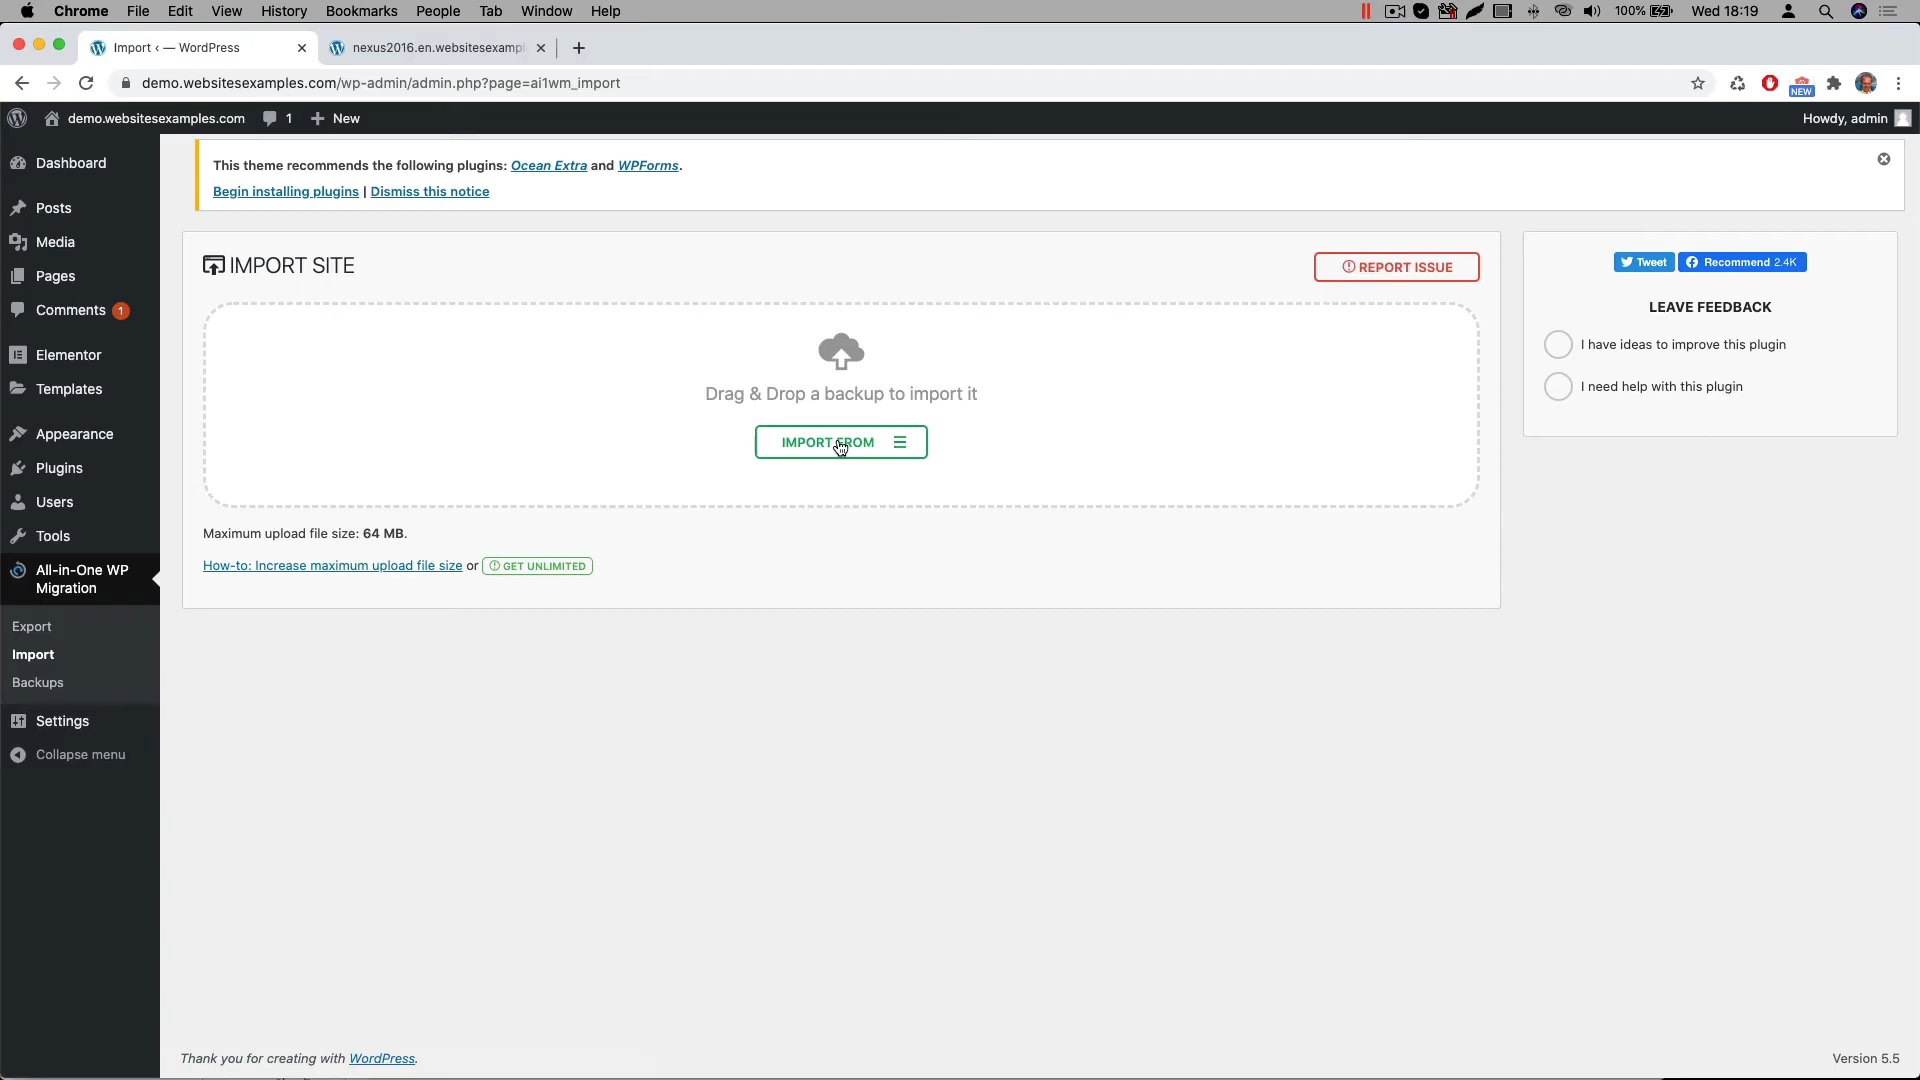 Chrome File Edit View History Bookmarks People Tab Window Help 100% Wed 18:19
Import ‹ — WordPress nexus2016.en.websitesexampl
demo.websitesexamples.com/wp-admin/admin.php?page=ai1wm_import NEW
demo.websitesexamples.com 1 New Howdy, admin
Dashboard
Posts
Media
Pages
Comments 1
Elementor
Templates
Appearance
Plugins
Users
Tools
All-in-One WP
Migration
Export
Import
Backups
Settings
Collapse menu
This theme recommends the following plugins: Ocean Extra and WPForms.
Begin installing plugins | Dismiss this notice
IMPORT SITE
REPORT ISSUE
Drag & Drop a backup to import it
IMPORT FROM
Maximum upload file size: 64 MB.
How-to: Increase maximum upload file size or GET UNLIMITED
Tweet Recommend 2.4K
LEAVE FEEDBACK
I have ideas to improve this plugin
I need help with this plugin
Thank you for creating with WordPress.
Version 5.5